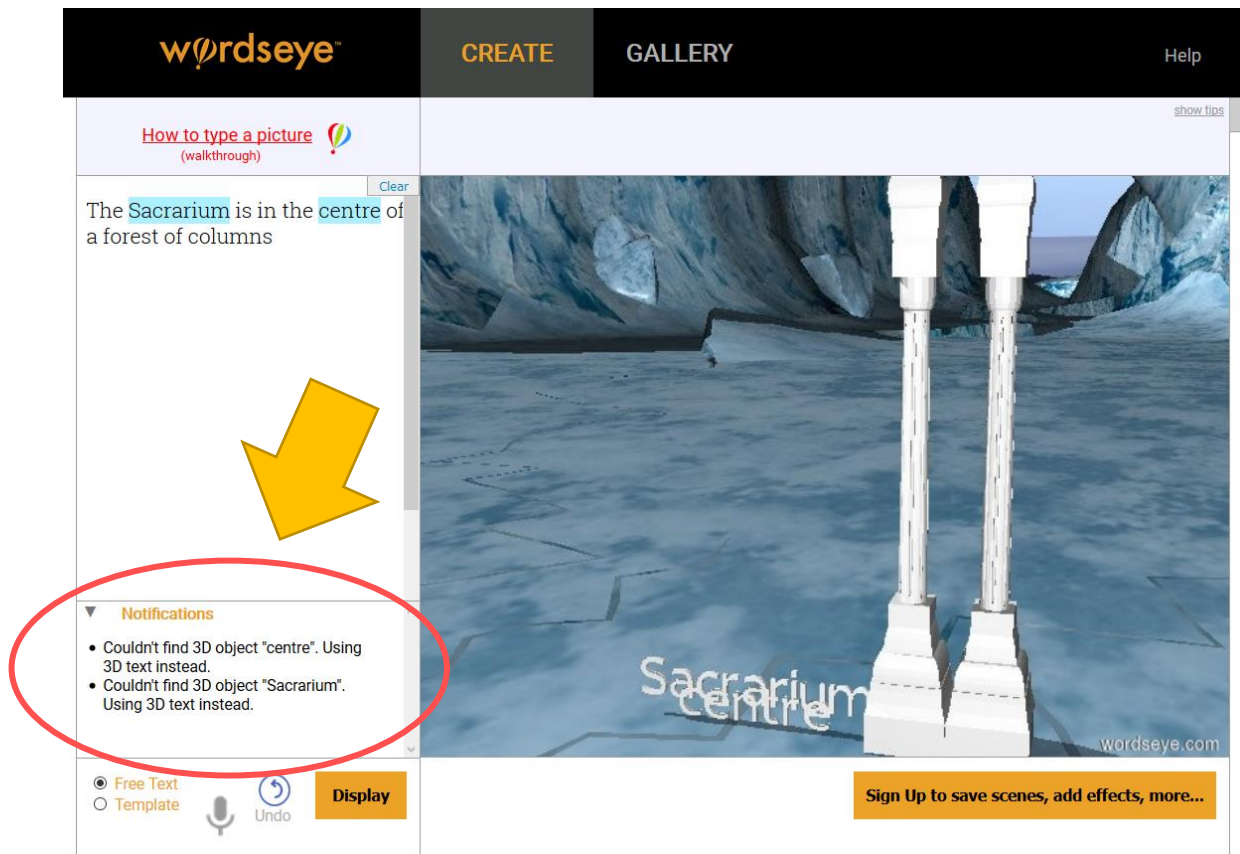 wørdseye™
CREATE
GALLERY
Help
How to type a picture
(walkthrough)
show tips
Clear
The Sacrarium is in the centre of
a forest of columns
Notifications
Couldn't find 3D object "centre". Using
3D text instead.
Couldn't find 3D object "Sacrarium".
Using 3D text instead.
Sacrarium
centre
wordseye.com
Free Text
Template
Undo
Display
Sign Up to save scenes, add effects, more...